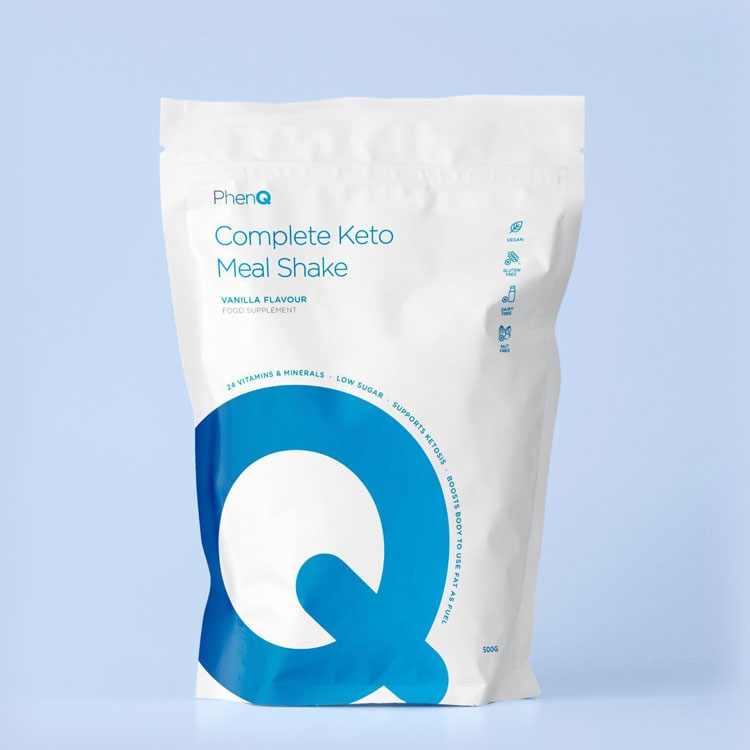 PhenQ
Complete Keto
Meal Shake
VANILLA FLAVOUR
FOOD SUPPLEMENT
VEGAN
GLUTEN
FREE
DAIRY
FREE
NUT
FREE
24 VITAMINS & MINERALS · LOW SUGAR · SUPPORTS KETOSIS · BOOSTS BODY TO USE FAT AS FUEL
Q
500G